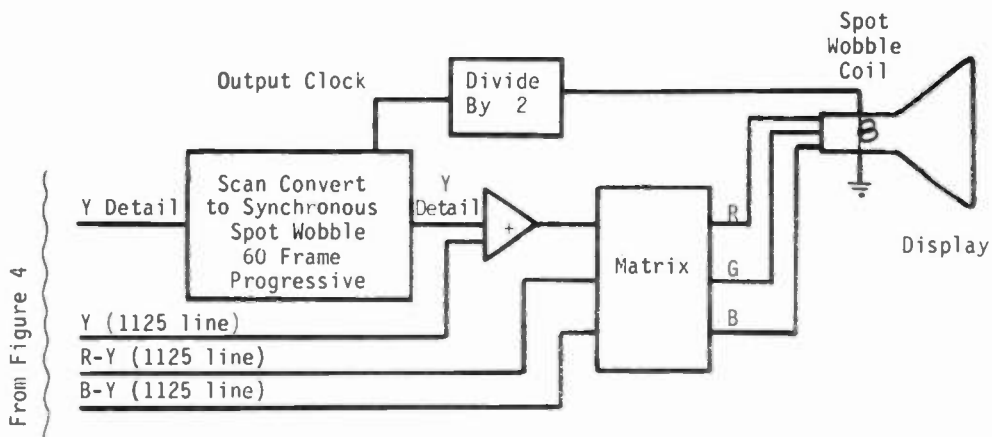 Spot
Wobble
Coil
Output Clock
Divide
By 2
Y Detail
Scan Convert
to Synchronous
Spot Wobble
60 Frame
Progressive
Y
Detail
+
Matrix
R
G
B
Display
Y (1125 line)
R-Y (1125 line)
B-Y (1125 line)
From Figure 4